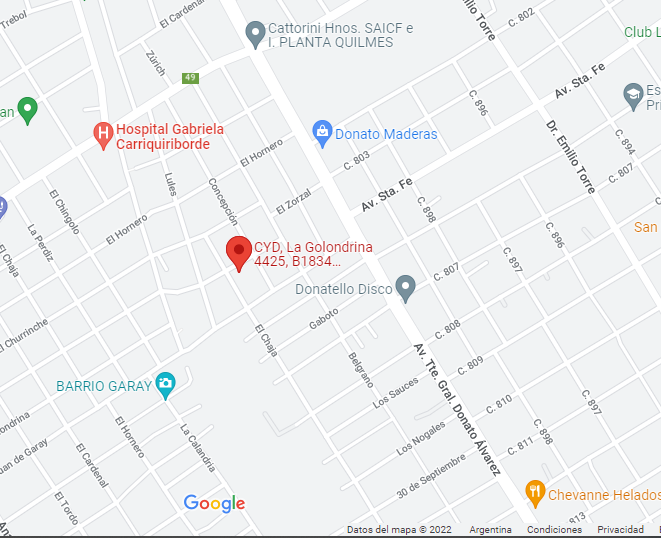 Trebol
El Cardenal
Cattorini Hnos. SAICF e
I. PLANTA QUILMES
Emilio Torre
C. 802
Club L
Zúrich
49
Av. Sta. Fe
C. 896
Es
Pri
an
Hospital Gabriela
Carriquiriborde
Donato Maderas
Dr. Emilio Torre
C. 894
El Hornero
C. 803
C. 807
Lules
Concepción
Av. Sta. Fe
El Chingolo
El Zorzal
C. 898
La Perdiz
El Hornero
C. 896
San
El Chaja
CYD, La Golondrina
4425, B1834...
C. 807
C. 897
Donatello Disco
El Churrinche
El Chaja
Gaboto
C. 808
Belgrano
Av. Tte. Gral. Donato Álvarez
C. 809
BARRIO GARAY
Los Sauces
C. 810
C. 897
olondrina
El Hornero
La Calandria
Los Nogales
C. 811
C. 898
uan de Garay
El Cardenal
30 de Septiembre
El Tordo
Google
Chevanne Helados
C. 813
Ana
Datos del mapa © 2022 Argentina Condiciones Privacidad